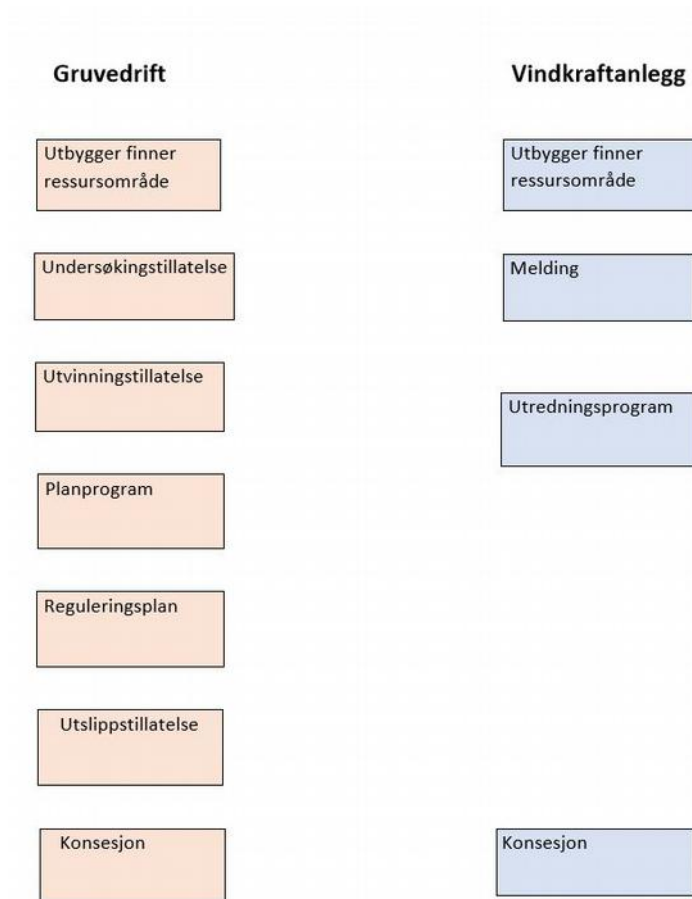 Gruvedrift
Vindkraftanlegg
Utbygger finner
ressursområde
Utbygger finner
ressursområde
Undersøkingstillatelse
Melding
Utvinningstillatelse
Utredningsprogram
Planprogram
Reguleringsplan
Utslippstillatelse
Konsesjon
Konsesjon